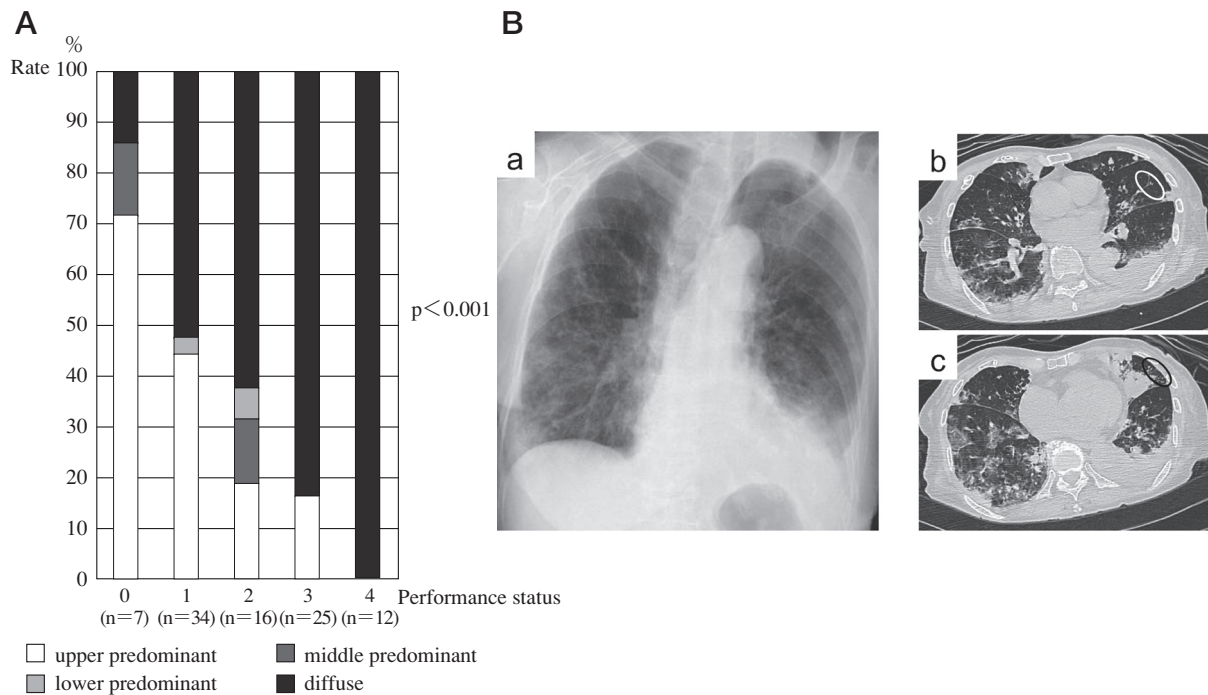 A
%
Rate 100
90
80
70
60
50
40
30
20
10
0
0 1 2 3 4 Performance status
(n=7) (n=34) (n=16) (n=25) (n=12)
p<0.001
upper predominant
middle predominant
lower predominant
diffuse
B
a
b
c